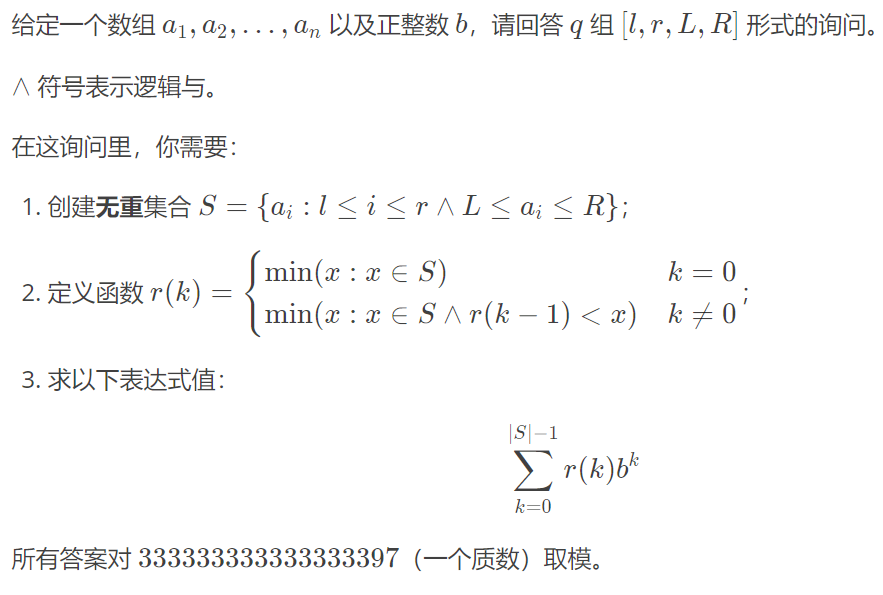 给定一个数组 $a_1, a_2, \ldots, a_n$ 以及正整数 $b$，请回答 $q$ 组 $[l, r, L, R]$ 形式的询问。
∧ 符号表示逻辑与。
在这询问里，你需要：
1. 创建无重集合 $S = \{a_i : l \le i \le r \wedge L \le a_i \le R\}$；
2. 定义函数 $r(k) = \begin{cases} \min(x : x \in S) & k = 0 \\ \min(x : x \in S \wedge r(k-1) < x) & k \ne 0 \end{cases}$；
3. 求以下表达式值：
$\sum_{k=0}^{|S|-1} r(k)b^k$
所有答案对 333333333333333397（一个质数）取模。